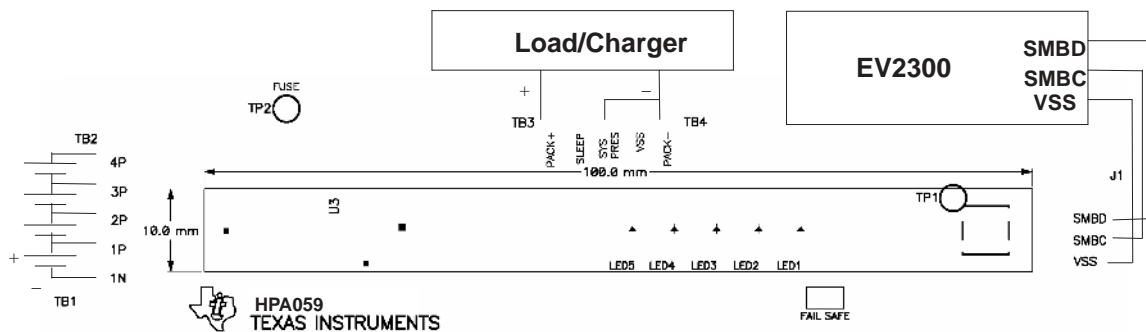 Load/Charger
EV2300
SMBD
SMBC
VSS
FUSE
TP2
+
−
TB3
TB4
PACK+
SLEEP
SYS
PRES
VSS
PACK−
TB2
4P
3P
2P
1P
1N
+
−
TB1
100.0 mm
10.0 mm
U3
TP1
J1
SMBD
SMBC
VSS
LED5 LED4 LED3 LED2 LED1
HPA059
TEXAS INSTRUMENTS
FAIL SAFE